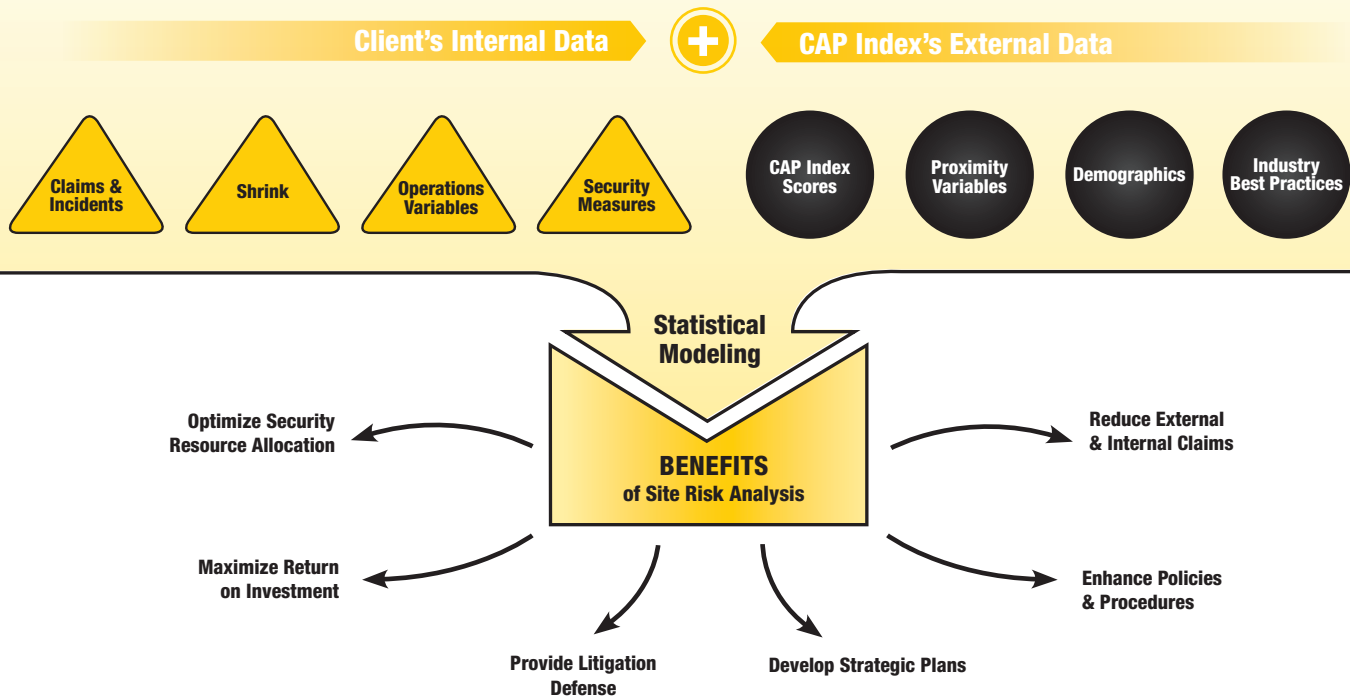 Client's Internal Data
CAP Index's External Data
Claims &
Incidents
Shrink
Operations
Variables
Security
Measures
CAP Index
Scores
Proximity
Variables
Demographics
Industry
Best Practices
Statistical
Modeling
BENEFITS
of Site Risk Analysis
Optimize Security
Resource Allocation
Maximize Return
on Investment
Provide Litigation
Defense
Develop Strategic Plans
Enhance Policies
& Procedures
Reduce External
& Internal Claims